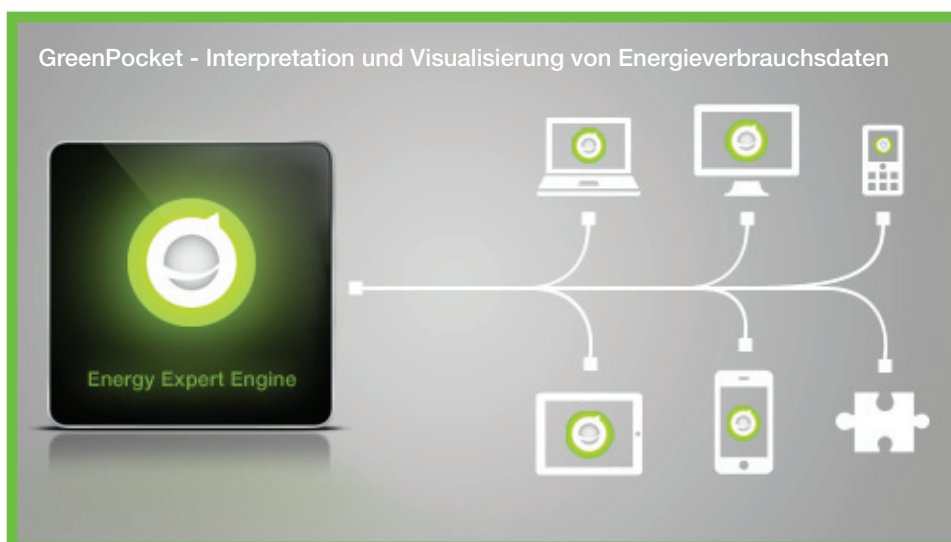 GreenPocket - Interpretation und Visualisierung von Energieverbrauchsdaten
Energy Expert Engine